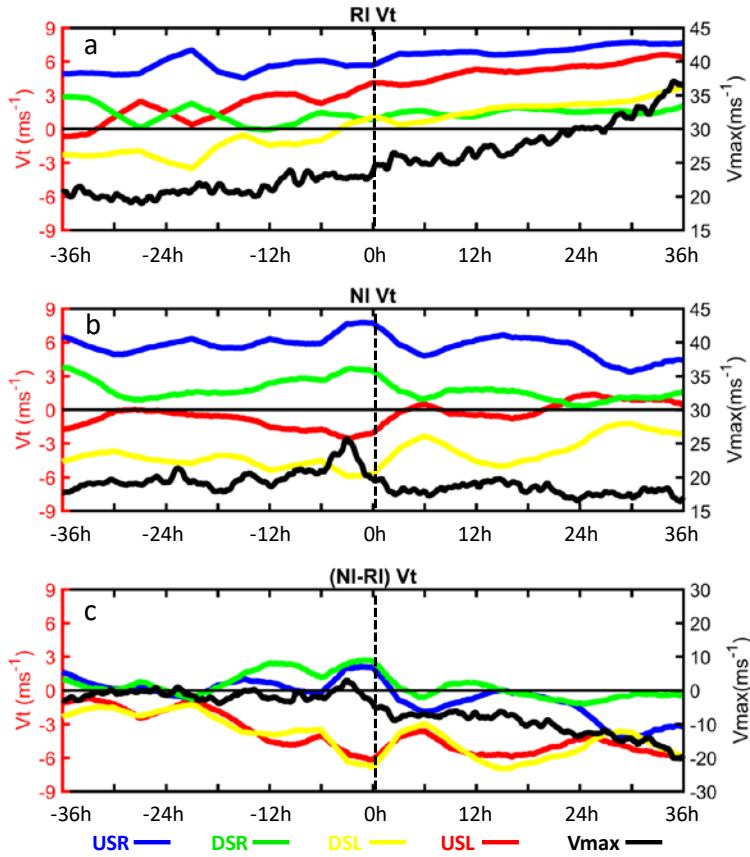 RI Vt
a
9
6
3
0
-3
-6
-9
Vt (ms⁻¹)
45
40
35
30
25
20
15
Vmax(ms⁻¹)
-36h -24h -12h 0h 12h 24h 36h
NI Vt
b
9
6
3
0
-3
-6
-9
Vt (ms⁻¹)
45
40
35
30
25
20
15
Vmax(ms⁻¹)
-36h -24h -12h 0h 12h 24h 36h
(NI-RI) Vt
c
9
6
3
0
-3
-6
-9
Vt (ms⁻¹)
30
20
10
0
-10
-20
-30
Vmax(ms⁻¹)
-36h -24h -12h 0h 12h 24h 36h
USR DSR DSL USL Vmax